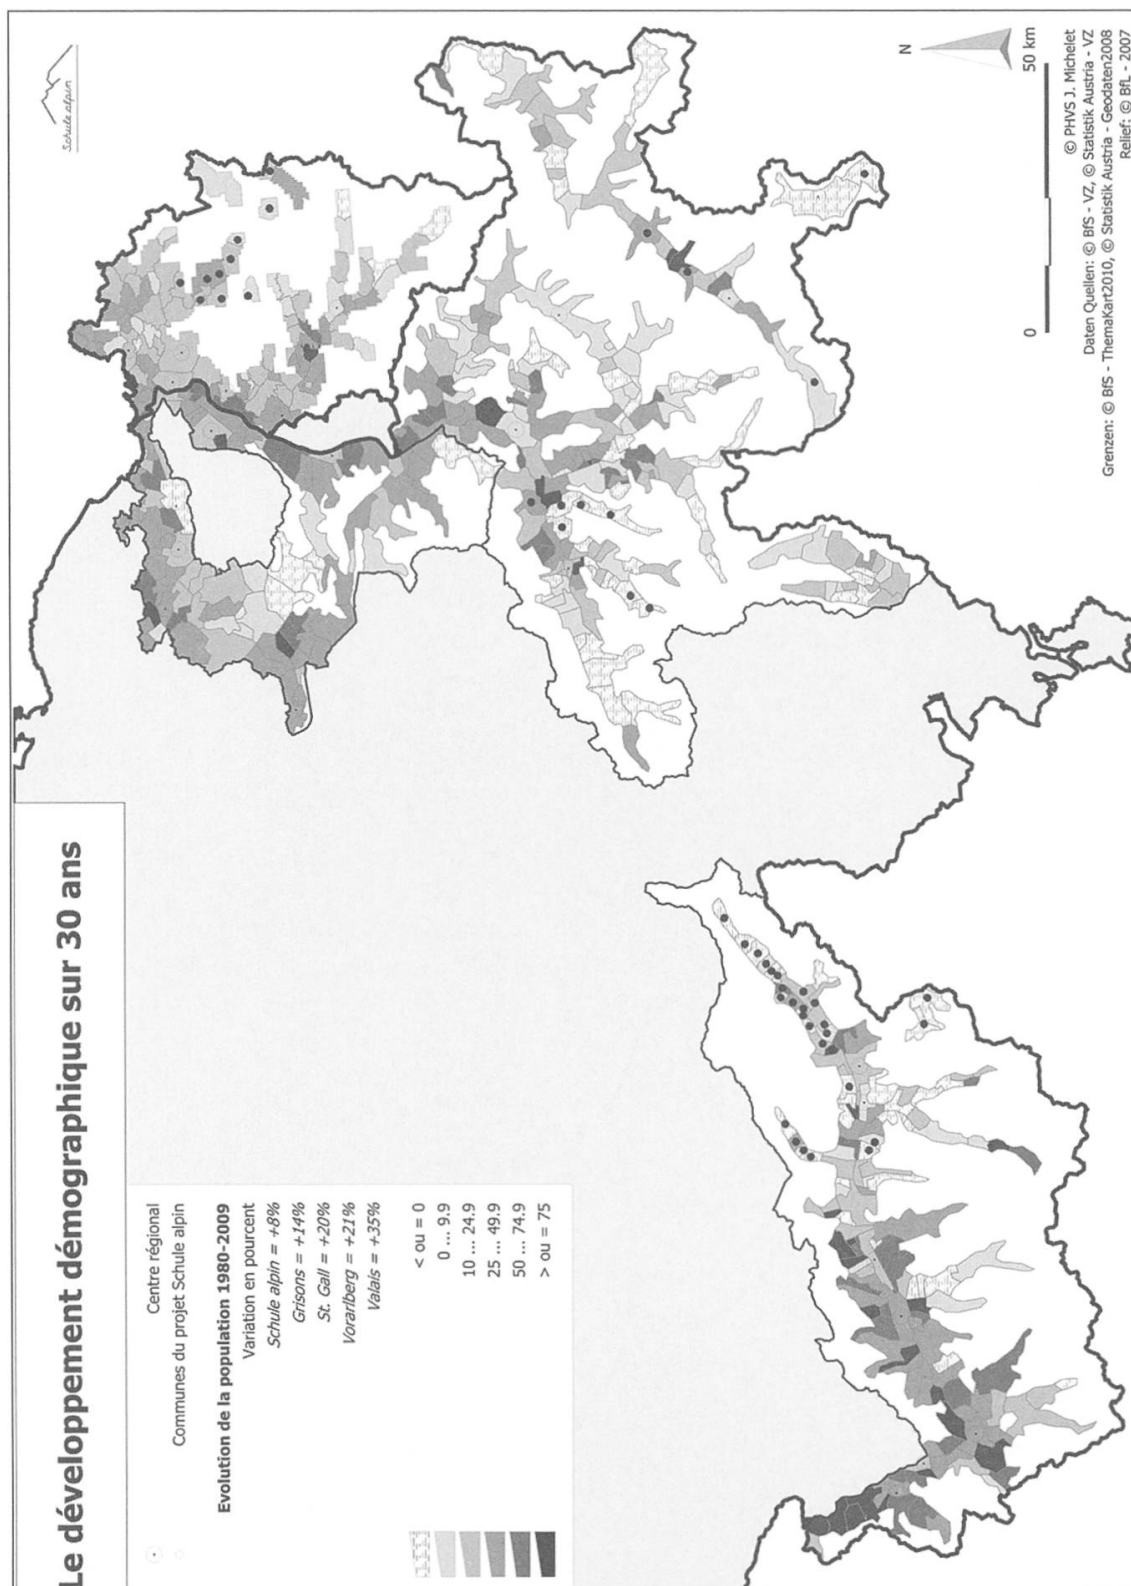 Le développement démographique sur 30 ans
Schule alpin
Centre régional
Communes du projet Schule alpin
Evolution de la population 1980-2009
Variation en pourcent
Schule alpin = +8%
Grisons = +14%
St. Gall = +20%
Vorarlberg = +21%
Valais = +35%
< ou = 0
0 ... 9.9
10 ... 24.9
25 ... 49.9
50 ... 74.9
> ou = 75
N
0
50 km
© PHVS J. Michelet
Daten Quellen: © BfS - VZ, © Statistik Austria - VZ
Grenzen: © BfS - ThemaKart2010, © Statistik Austria - Geodaten2008
Relief: © BfL - 2007